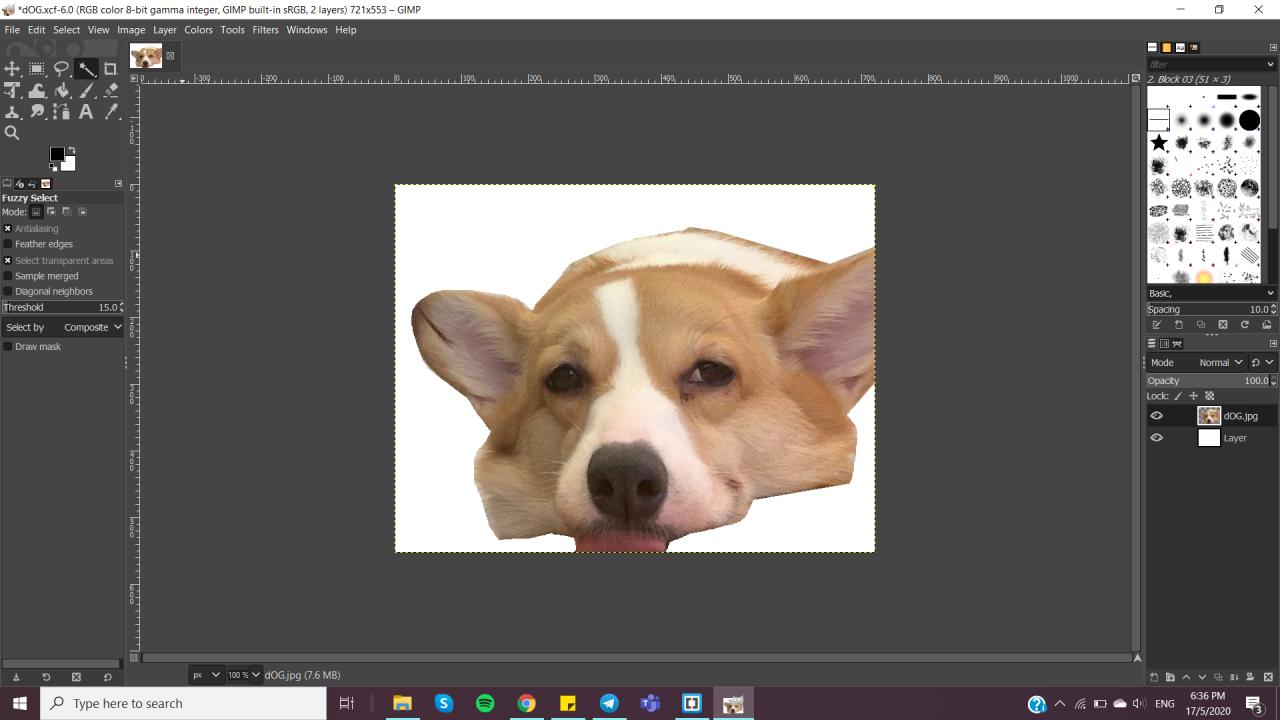 *dOG.xcf-6.0 (RGB color 8-bit gamma integer, GIMP built-in sRGB, 2 layers) 721x553 – GIMP
File Edit Select View Image Layer Colors Tools Filters Windows Help
-300 -200 -100 0 100 200 300 400 500 600 700 800 900 1000
filter
2. Block 03 (51 × 3)
Fuzzy Select
Mode:
Antialiasing
Feather edges
Select transparent areas
Sample merged
Diagonal neighbors
Threshold 15.0
Select by Composite
Draw mask
Basic,
Spacing 10.0
Mode Normal
Opacity 100.0
Lock:
dOG.jpg
Layer
px 100 % dOG.jpg (7.6 MB)
Type here to search
ENG
6:36 PM
17/5/2020
3